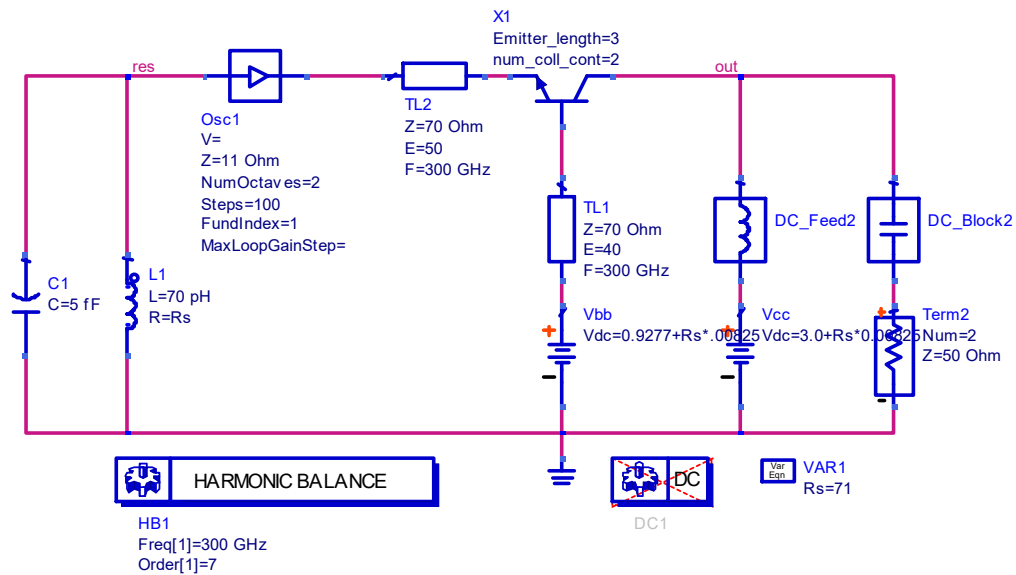 X1
Emitter_length=3
num_coll_cont=2
res
out
Osc1
V=
Z=11 Ohm
NumOctaves=2
Steps=100
FundIndex=1
MaxLoopGainStep=
TL2
Z=70 Ohm
E=50
F=300 GHz
TL1
Z=70 Ohm
E=40
F=300 GHz
DC_Feed2
DC_Block2
C1
C=5 fF
L1
L=70 pH
R=Rs
Vbb
Vdc=0.9277+Rs*.00825
Vcc
Vdc=3.0+Rs*0.00825
Term2
Num=2
Z=50 Ohm
HARMONIC BALANCE
HB1
Freq[1]=300 GHz
Order[1]=7
DC
DC1
Var
Eqn
VAR1
Rs=71